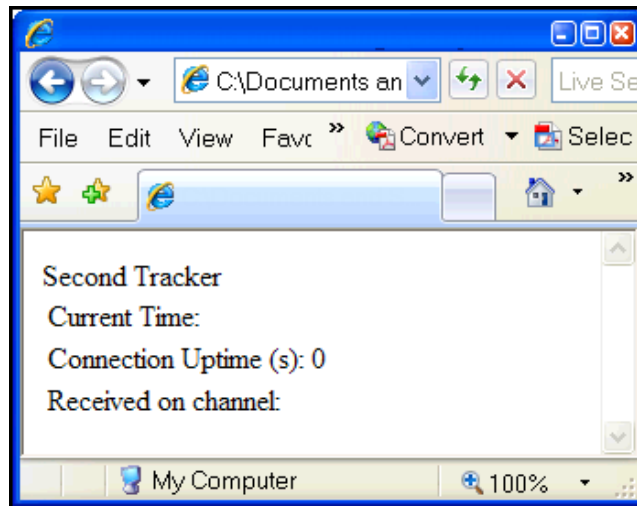 C:\Documents an
Live Se
File Edit View Favc » Convert Selec
»
Second Tracker
Current Time:
Connection Uptime (s): 0
Received on channel:
My Computer 100%